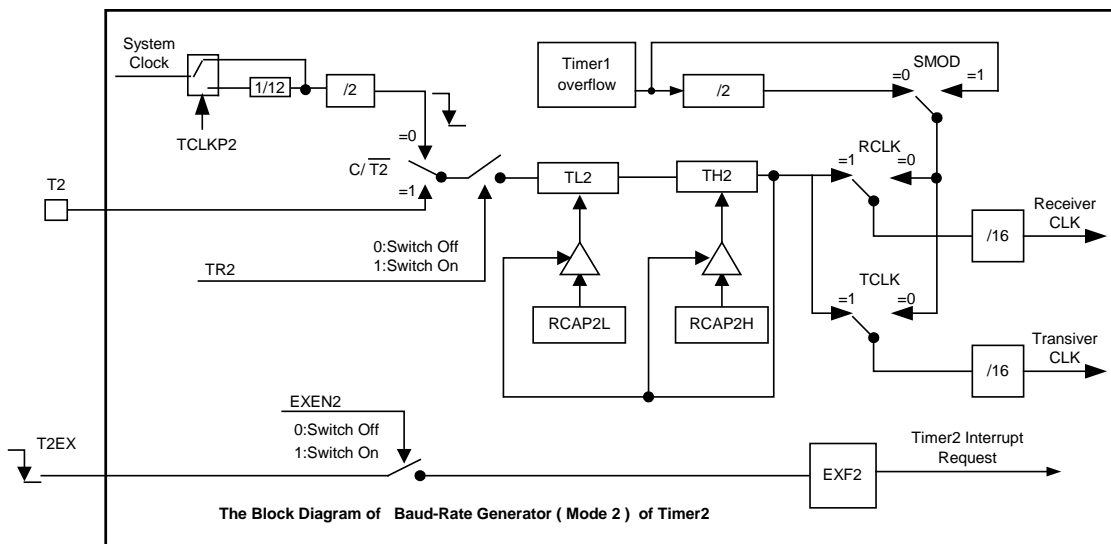 System
Clock
1/12
/2
TCLKP2
Timer1
overflow
/2
SMOD
=0
=1
=0
C/ T2
=1
T2
TL2
TH2
RCLK
=1
=0
/16
Receiver
CLK
0:Switch Off
1:Switch On
TR2
RCAP2L
RCAP2H
TCLK
=1
=0
/16
Transiver
CLK
EXEN2
0:Switch Off
1:Switch On
T2EX
EXF2
Timer2 Interrupt
Request
The Block Diagram of Baud-Rate Generator ( Mode 2 ) of Timer2